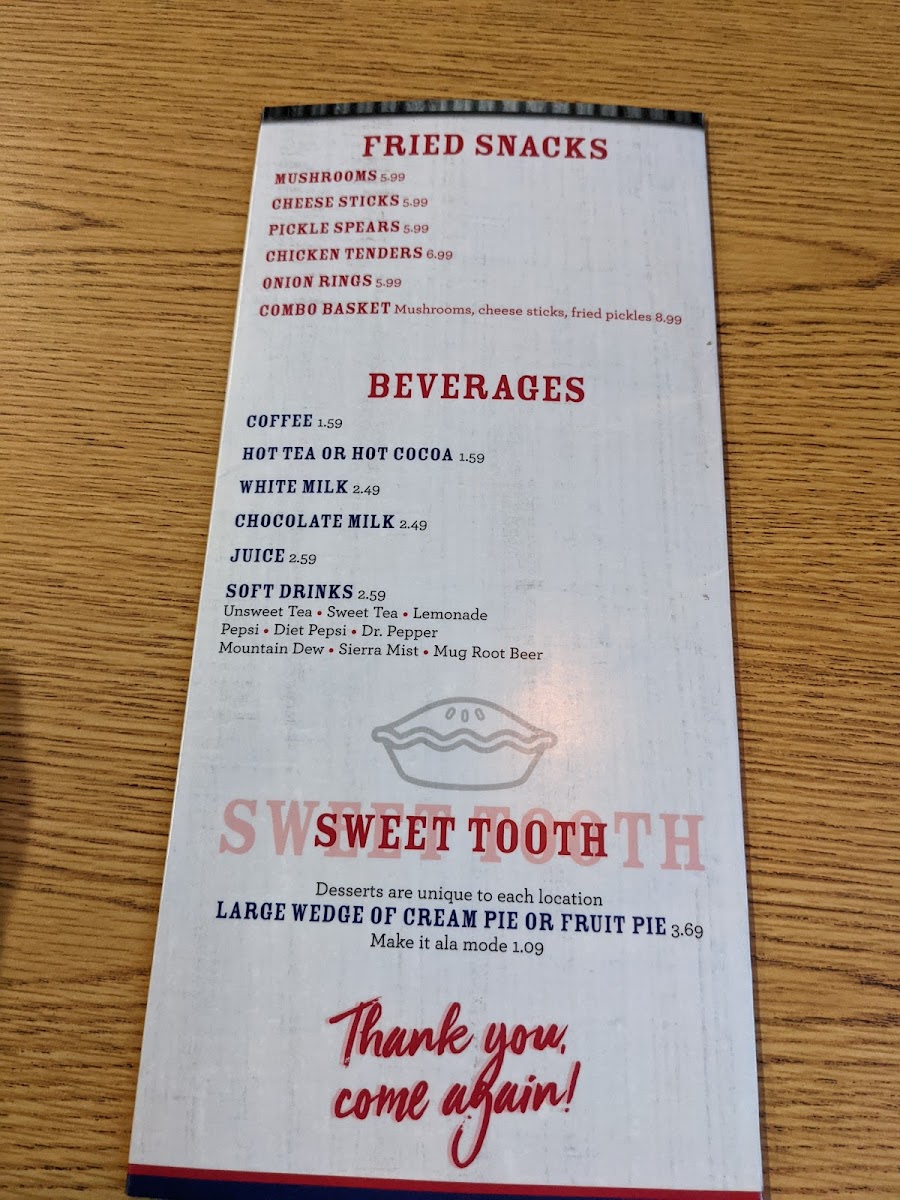 FRIED SNACKS
MUSHROOMS 5.99
CHEESE STICKS 5.99
PICKLE SPEARS 5.99
CHICKEN TENDERS 6.99
ONION RINGS 5.99
COMBO BASKET Mushrooms, cheese sticks, fried pickles 8.99
BEVERAGES
COFFEE 1.59
HOT TEA OR HOT COCOA 1.59
WHITE MILK 2.49
CHOCOLATE MILK 2.49
JUICE 2.59
SOFT DRINKS 2.59
Unsweet Tea • Sweet Tea • Lemonade
Pepsi • Diet Pepsi • Dr. Pepper
Mountain Dew • Sierra Mist • Mug Root Beer
SWEET TOOTH
SWEET TOOTH
Desserts are unique to each location
LARGE WEDGE OF CREAM PIE OR FRUIT PIE 3.69
Make it ala mode 1.09
Thank you,
come again!